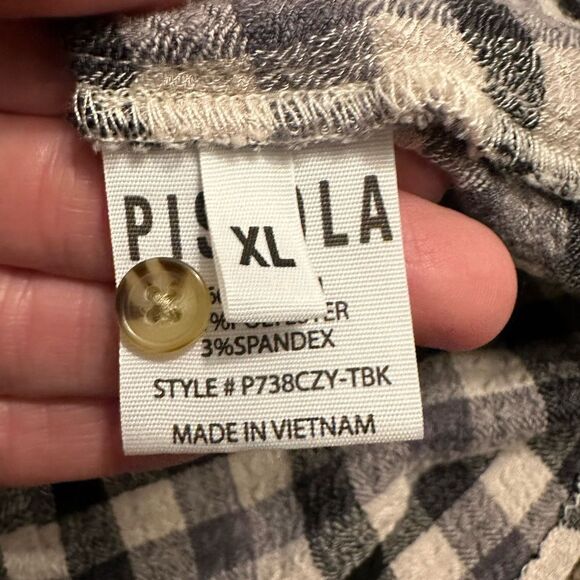 PIS LA
XL
3%SPANDEX
STYLE # P738CZY-TBK
MADE IN VIETNAM